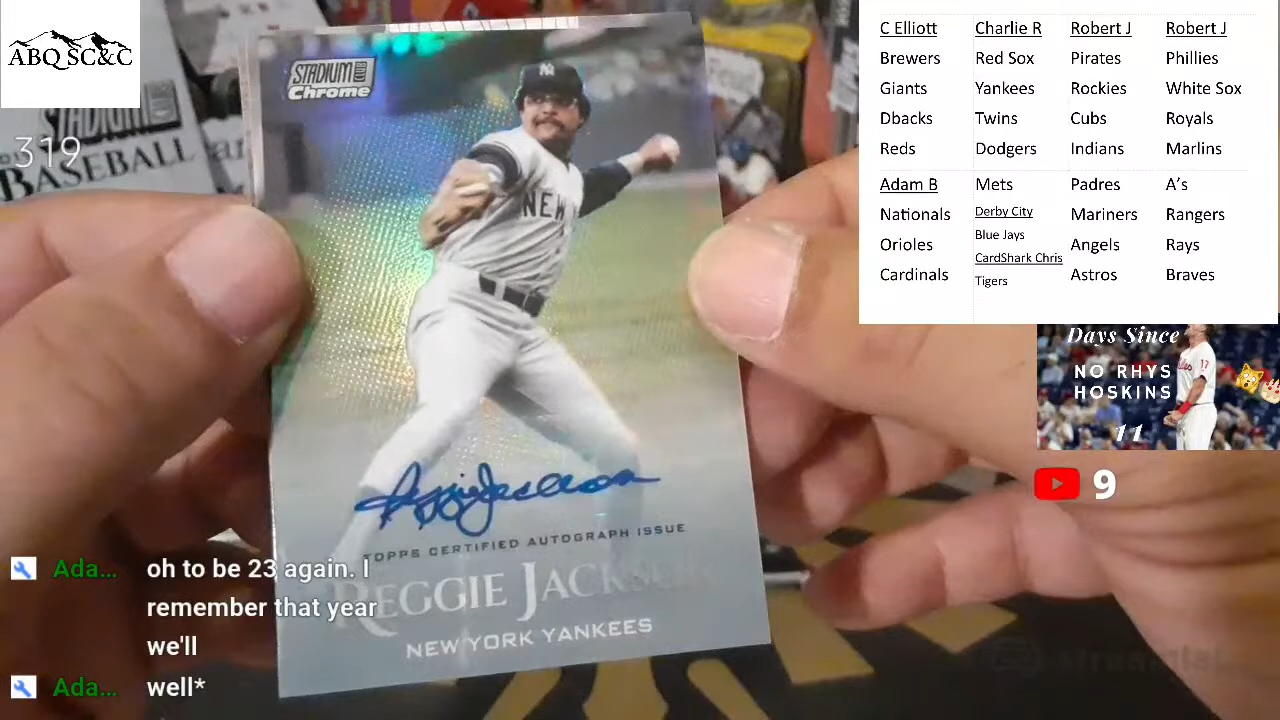 ABQSC&C
319
STADIUM
BASEBALL
STADIUM CLUB
Chrome
NEW
Reggie Jackson
TOPPS CERTIFIED AUTOGRAPH ISSUE
REGGIE JACKSON
NEW YORK YANKEES
C Elliott
Brewers
Giants
Dbacks
Reds
Adam B
Nationals
Orioles
Cardinals
Charlie R
Red Sox
Yankees
Twins
Dodgers
Mets
Derby City
Blue Jays
CardShark Chris
Tigers
Robert J
Pirates
Rockies
Cubs
Indians
Padres
Mariners
Angels
Astros
Robert J
Phillies
White Sox
Royals
Marlins
A's
Rangers
Rays
Braves
Days Since
NO RHYS
HOSKINS
11
17
9
Ada... oh to be 23 again. I
remember that year
we'll
Ada... well*